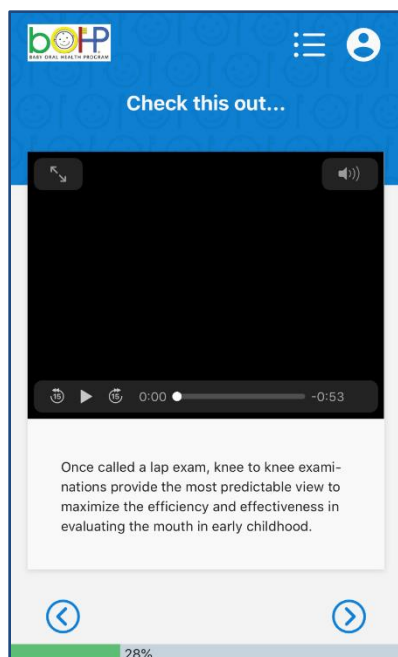 bOHP
BABY ORAL HEALTH PROGRAM
Check this out...
15
15
0:00
-0:53
Once called a lap exam, knee to knee exami-
nations provide the most predictable view to
maximize the efficiency and effectiveness in
evaluating the mouth in early childhood.
28%